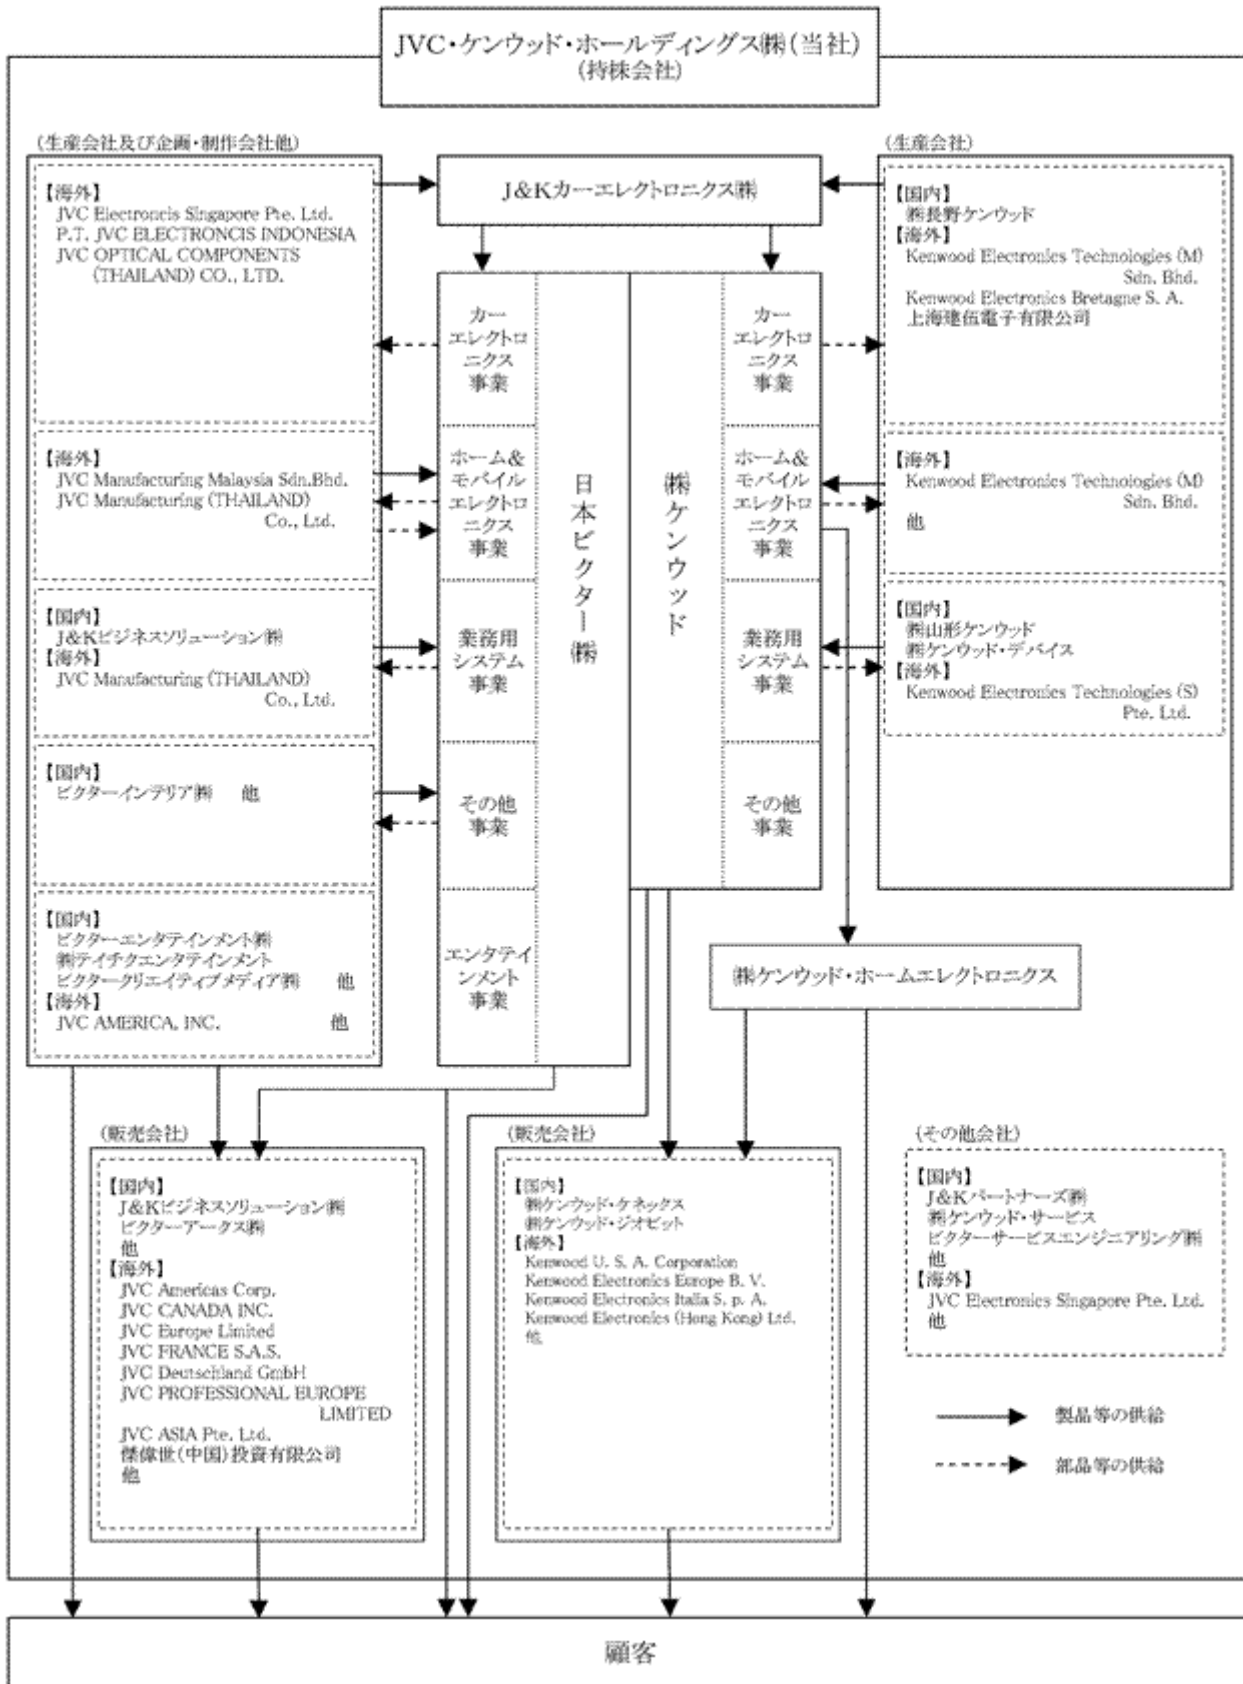 JVC・ケンウッド・ホールディングス㈱(当社)
(持株会社)
(生産会社及び企画・制作会社他)
【海外】
JVC Electroncis Singapore Pte. Ltd.
P.T. JVC ELECTRONCIS INDONESIA
JVC OPTICAL COMPONENTS
(THAILAND) CO., LTD.
【海外】
JVC Manufacturing Malaysia Sdn.Bhd.
JVC Manufacturing (THAILAND)
Co., Ltd.
【国内】
J&Kビジネスソリューション㈱
【海外】
JVC Manufacturing (THAILAND)
Co., Ltd.
【国内】
ビクターインテリア㈱ 他
【国内】
ビクターエンタテインメント㈱
㈱テイチクエンタテインメント
ビクタークリエイティブメディア㈱ 他
【海外】
JVC AMERICA, INC. 他
J&Kカーエレクトロニクス㈱
カー
エレクトロ
ニクス
事業
ホーム&
モバイル
エレクトロ
ニクス
事業
業務用
システム
事業
その他
事業
エンタテイ
ンメント
事業
日本ビクター㈱
㈱ケンウッド
カー
エレクトロ
ニクス
事業
ホーム&
モバイル
エレクトロ
ニクス
事業
業務用
システム
事業
その他
事業
(生産会社)
【国内】
㈱長野ケンウッド
【海外】
Kenwood Electronics Technologies (M)
Sdn. Bhd.
Kenwood Electronics Bretagne S. A.
上海建伍電子有限公司
【海外】
Kenwood Electronics Technologies (M)
Sdn. Bhd.
他
【国内】
㈱山形ケンウッド
㈱ケンウッド・デバイス
【海外】
Kenwood Electronics Technologies (S)
Pte. Ltd.
㈱ケンウッド・ホームエレクトロニクス
(販売会社)
【国内】
J&Kビジネスソリューション㈱
ビクターアークス㈱
他
【海外】
JVC Americas Corp.
JVC CANADA INC.
JVC Europe Limited
JVC FRANCE S.A.S.
JVC Deutschland GmbH
JVC PROFESSIONAL EUROPE
LIMITED
JVC ASIA Pte. Ltd.
傑偉世(中国)投資有限公司
他
(販売会社)
【国内】
㈱ケンウッド・ケネックス
㈱ケンウッド・ジオビット
【海外】
Kenwood U. S. A. Corporation
Kenwood Electronics Europe B. V.
Kenwood Electronics Italia S. p. A.
Kenwood Electronics (Hong Kong) Ltd.
他
(その他会社)
【国内】
J&Kパートナーズ㈱
㈱ケンウッド・サービス
ビクターサービスエンジニアリング㈱
他
【海外】
JVC Electronics Singapore Pte. Ltd.
他
製品等の供給
部品等の供給
顧客